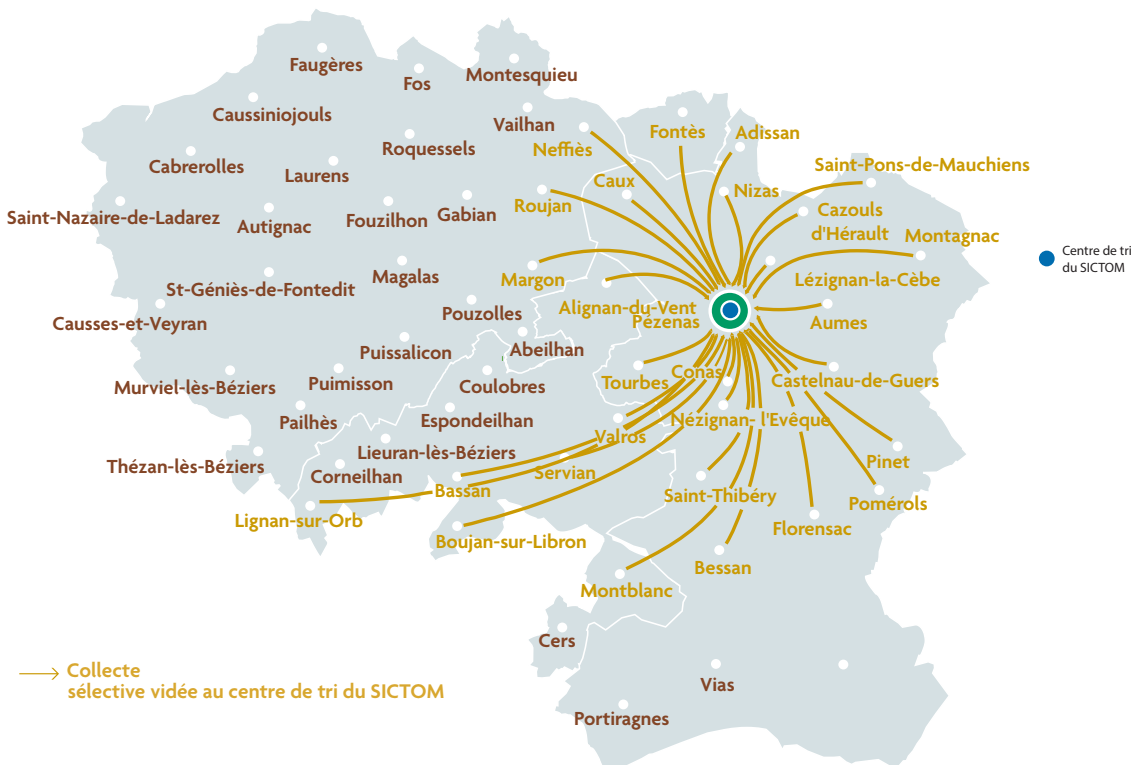 Faugères
Fos
Montesquieu
Caussiniojouls
Vailhan
Fontès
Adissan
Roquessels
Neffiès
Cabrerolles
Laurens
Saint-Pons-de-Mauchiens
Caux
Nizas
Saint-Nazaire-de-Ladarez
Autignac
Fouzilhon
Gabian
Roujan
Cazouls
d'Hérault
Montagnac
Centre de tri
du SICTOM
Magalas
Margon
Lézignan-la-Cèbe
St-Géniès-de-Fontedit
Alignan-du-Vent
Pouzolles
Pézenas
Aumes
Causses-et-Veyran
Puissalicon
Abeilhan
Murviel-lès-Béziers
Puimisson
Coulobres
Tourbes
Conas
Castelnau-de-Guers
Pailhès
Espondeilhan
Nézignan- l'Evêque
Valros
Lieuran-lès-Béziers
Thézan-lès-Béziers
Corneilhan
Servian
Pinet
Bassan
Saint-Thibéry
Pomérols
Lignan-sur-Orb
Florensac
Boujan-sur-Libron
Bessan
Montblanc
Cers
Collecte
sélective vidée au centre de tri du SICTOM
Vias
Portiragnes